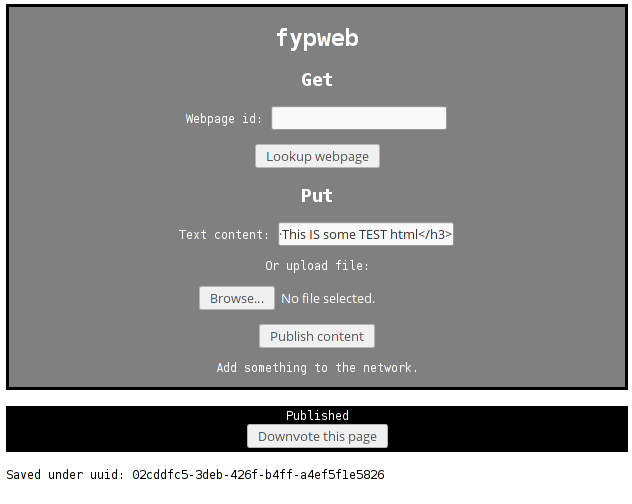 fypweb
Get
Webpage id:
Lookup webpage
Put
Text content: This IS some TEST html</h3>
Or upload file:
Browse... No file selected.
Publish content
Add something to the network.
Published
Downvote this page
Saved under uuid: 02cddfc5-3deb-426f-b4ff-a4ef5f1e5826